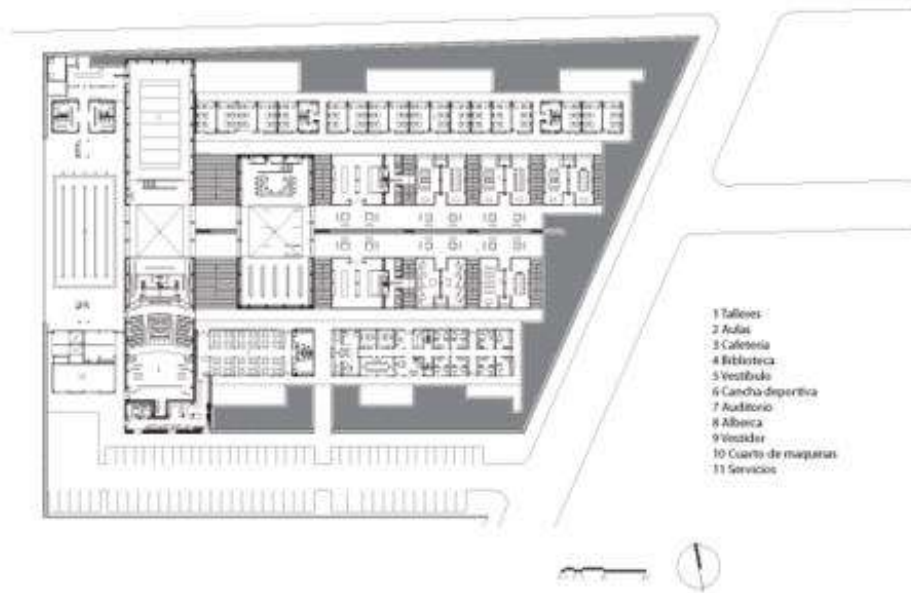 1 Talleres
2 Aulas
3 Cafetería
4 Biblioteca
5 Vestíbulo
6 Cancha deportiva
7 Auditorio
8 Alberca
9 Vestidor
10 Cuarto de maquinas
11 Servicios